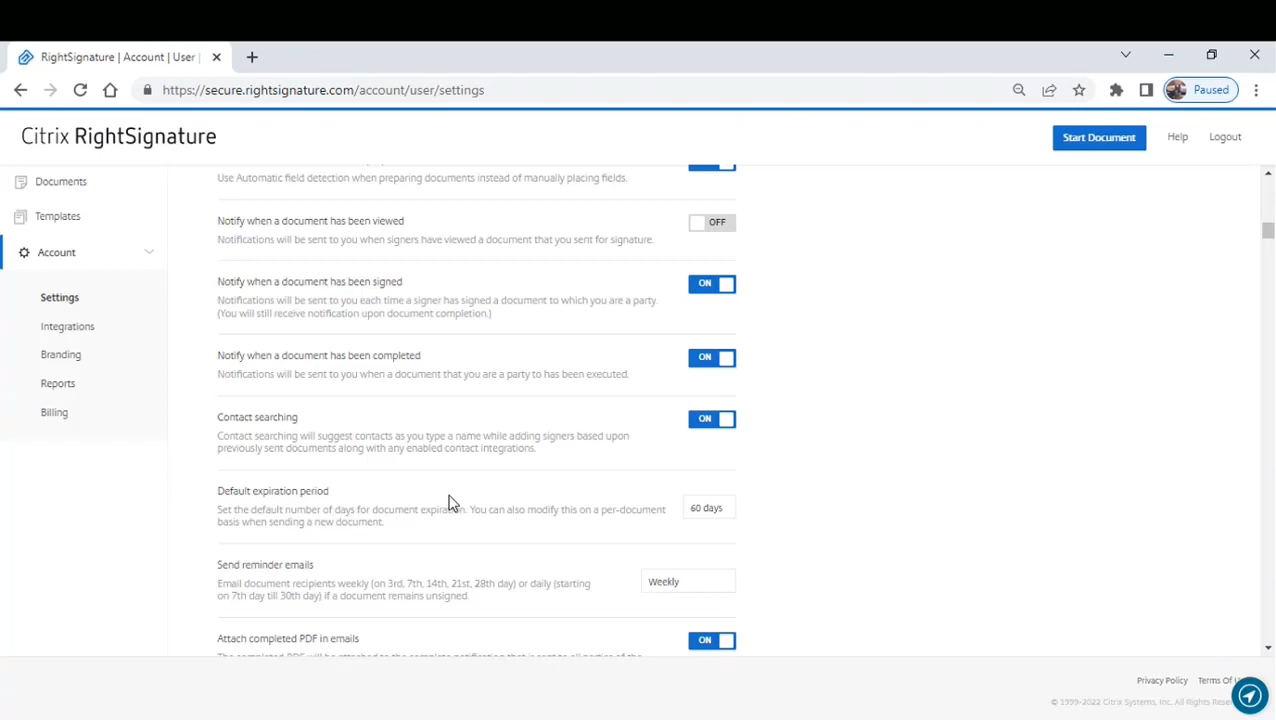 RightSignature | Account | User
https://secure.rightsignature.com/account/user/settings
Paused
Citrix RightSignature
Start Document
Help
Logout
Documents
Templates
Account
Settings
Integrations
Branding
Reports
Billing
Use Automatic field detection when preparing documents instead of manually placing fields.
Notify when a document has been viewed
OFF
Notifications will be sent to you when signers have viewed a document that you sent for signature.
Notify when a document has been signed
ON
Notifications will be sent to you each time a signer has signed a document to which you are a party.
(You will still receive notification upon document completion.)
Notify when a document has been completed
ON
Notifications will be sent to you when a document that you are a party to has been executed.
Contact searching
ON
Contact searching will suggest contacts as you type a name while adding signers based upon
previously sent documents along with any enabled contact integrations.
Default expiration period
Set the default number of days for document expiration. You can also modify this on a per-document
basis when sending a new document.
60 days
Send reminder emails
Email document recipients weekly (on 3rd, 7th, 14th, 21st, 28th day) or daily (starting
on 7th day till 30th day) if a document remains unsigned.
Weekly
Attach completed PDF in emails
ON
The completed PDF will be attached to the complete notification that is sent to all parties of the
Privacy Policy
Terms Of
© 1999-2022 Citrix Systems, Inc. All Rights